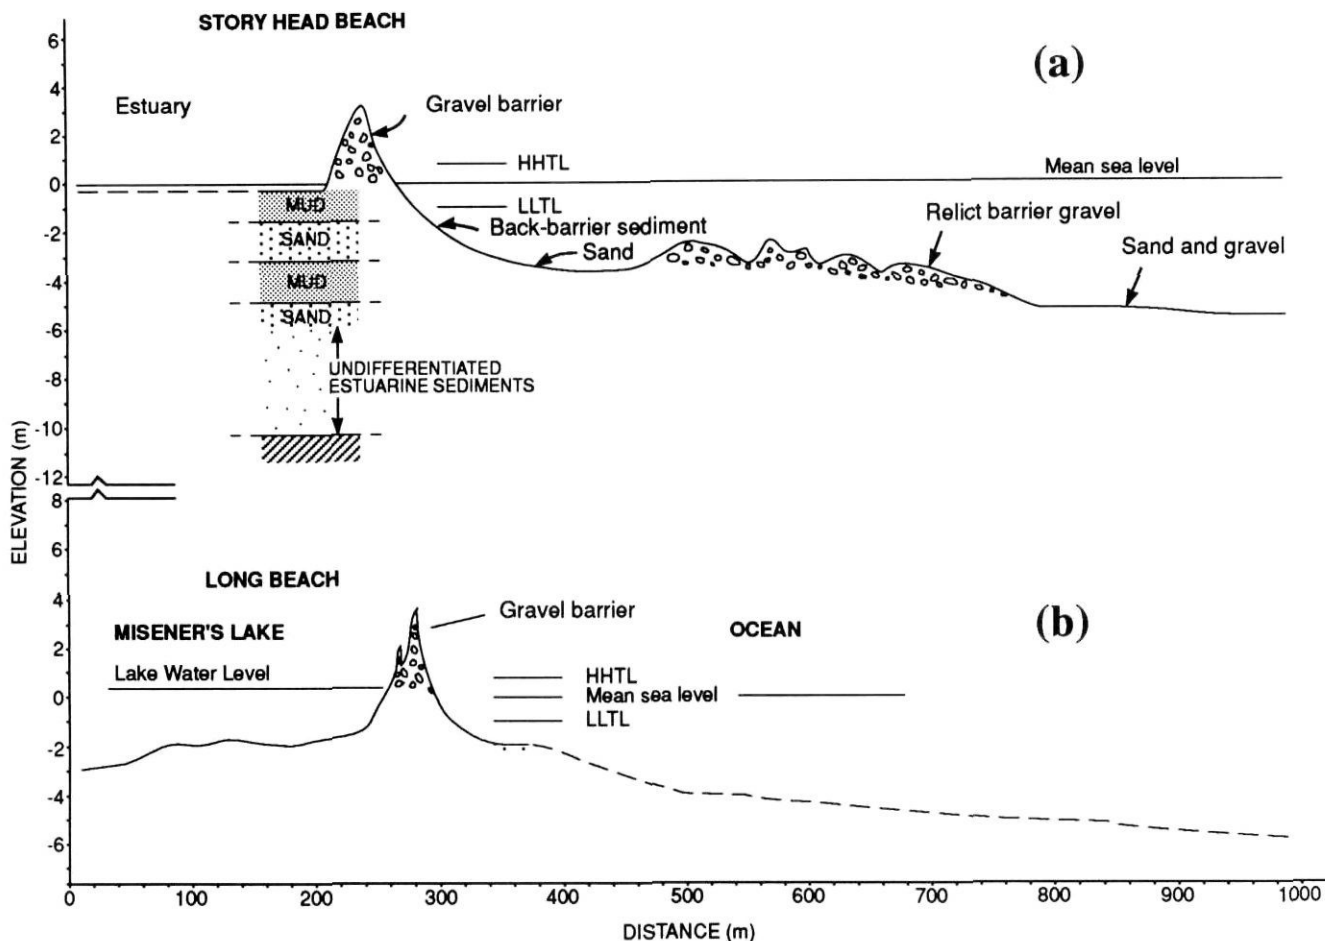 STORY HEAD BEACH
(a)
6
4
2
0
-2
-4
-6
-8
-10
-12
Estuary
Gravel barrier
HHTL
Mean sea level
LLTL
Back-barrier sediment
Sand
Relict barrier gravel
Sand and gravel
MUD
SAND
MUD
SAND
UNDIFFERENTIATED
ESTUARINE SEDIMENTS
ELEVATION (m)
8
4
2
0
-2
-4
-6
LONG BEACH
(b)
MISENER'S LAKE
Gravel barrier
OCEAN
Lake Water Level
HHTL
Mean sea level
LLTL
0 100 200 300 400 500 600 700 800 900 1000
DISTANCE (m)